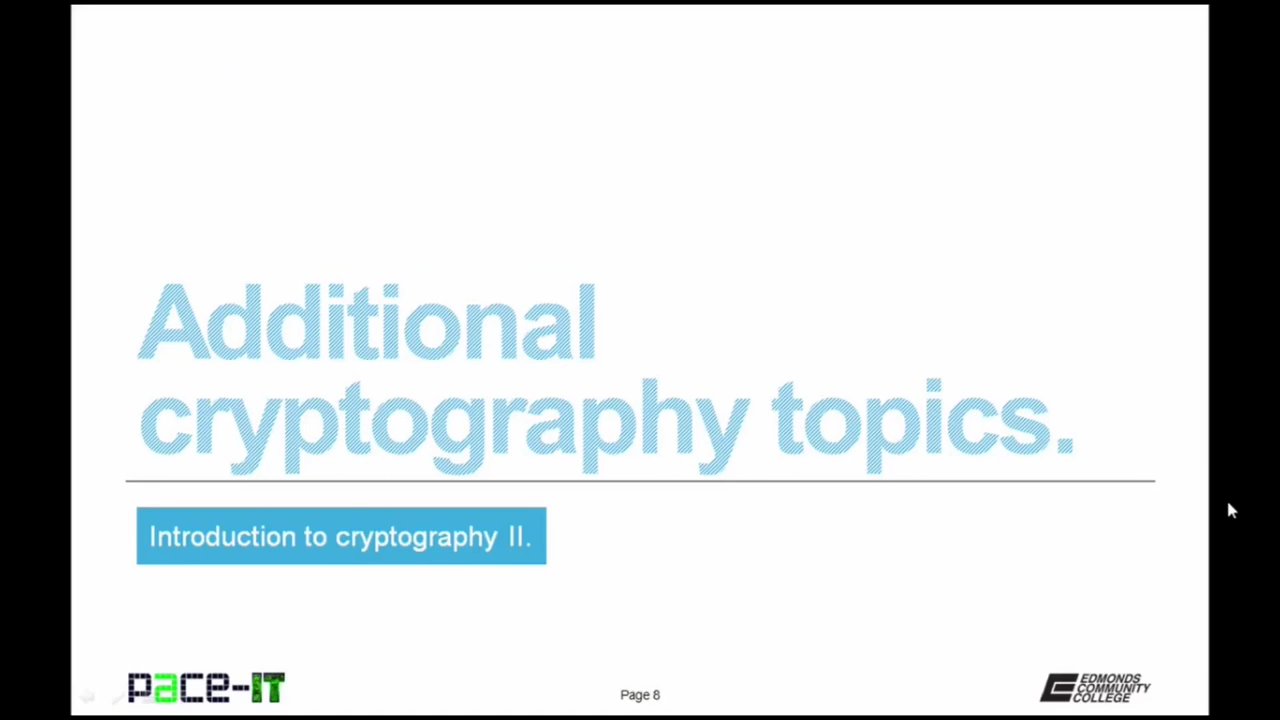 Additional
cryptography topics.
Introduction to cryptography II.
pace-IT
Page 8
EDMONDS
COMMUNITY
COLLEGE